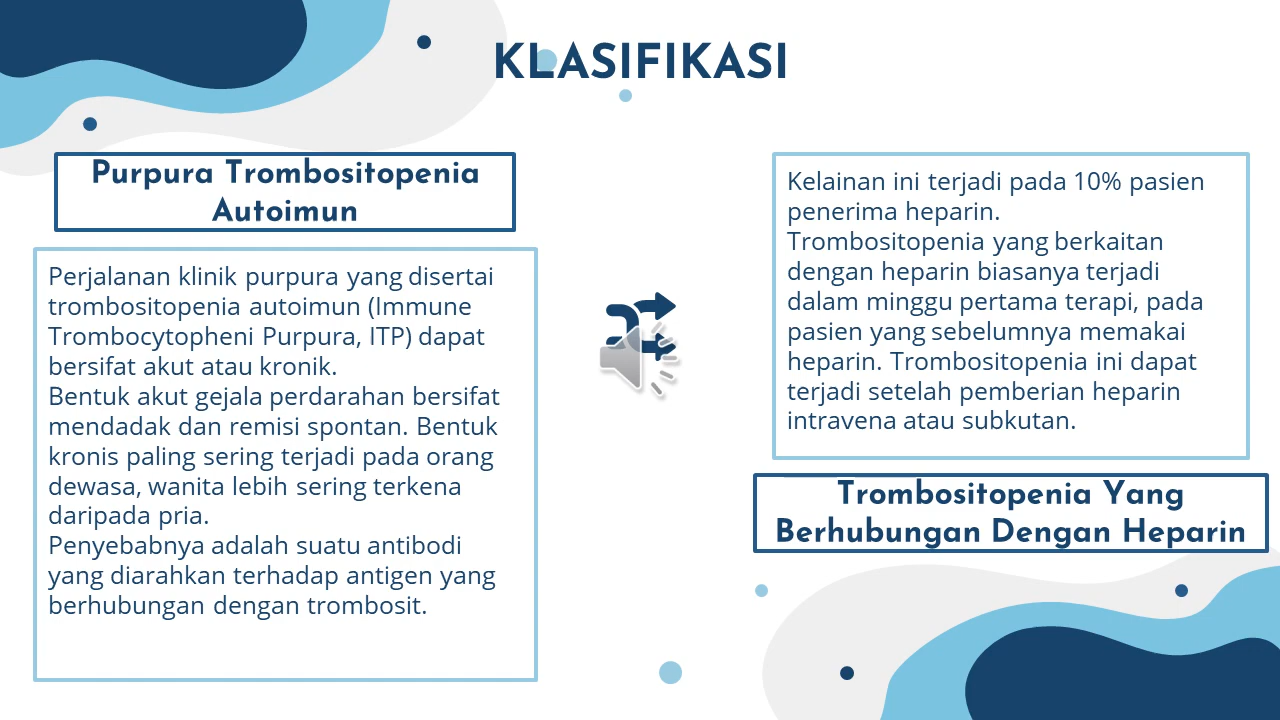 KLASIFIKASI
Purpura Trombositopenia
Autoimun
Perjalanan klinik purpura yang disertai
trombositopenia autoimun (Immune
Trombocytopheni Purpura, ITP) dapat
bersifat akut atau kronik.
Bentuk akut gejala perdarahan bersifat
mendadak dan remisi spontan. Bentuk
kronis paling sering terjadi pada orang
dewasa, wanita lebih sering terkena
daripada pria.
Penyebabnya adalah suatu antibodi
yang diarahkan terhadap antigen yang
berhubungan dengan trombosit.
Kelainan ini terjadi pada 10% pasien
penerima heparin.
Trombositopenia yang berkaitan
dengan heparin biasanya terjadi
dalam minggu pertama terapi, pada
pasien yang sebelumnya memakai
heparin. Trombositopenia ini dapat
terjadi setelah pemberian heparin
intravena atau subkutan.
Trombositopenia Yang
Berhubungan Dengan Heparin